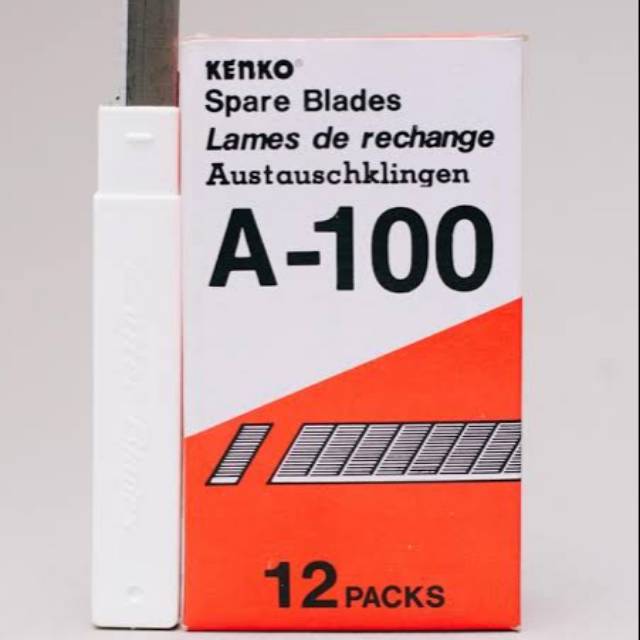 KENKO®
Spare Blades
Lames de rechange
Austauschklingen
A-100
12 PACKS